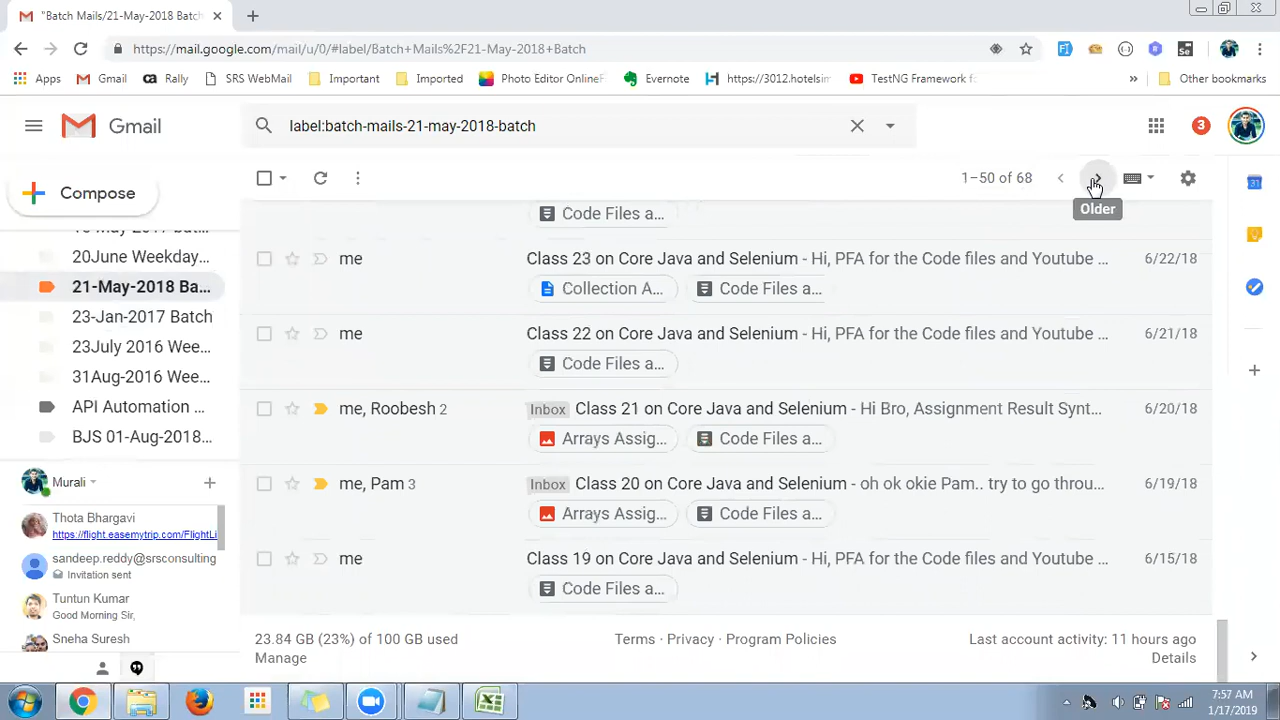 "Batch Mails/21-May-2018 Batch
https://mail.google.com/mail/u/0/#label/Batch+Mails%2F21-May-2018+Batch
Apps Gmail Rally SRS WebMail Important Imported Photo Editor OnlineF Evernote https://3012.hotelsim TestNG Framework f: » Other bookmarks
Gmail
label:batch-mails-21-may-2018-batch
3
Compose
1–50 of 68
Older
20June Weekday...
21-May-2018 Ba...
23-Jan-2017 Batch
23July 2016 Wee...
31Aug-2016 Wee...
API Automation ...
BJS 01-Aug-2018...
Code Files a...
me Class 23 on Core Java and Selenium - Hi, PFA for the Code files and Youtube ... 6/22/18
Collection A... Code Files a...
me Class 22 on Core Java and Selenium - Hi, PFA for the Code files and Youtube ... 6/21/18
Code Files a...
me, Roobesh 2 Inbox Class 21 on Core Java and Selenium - Hi Bro, Assignment Result Synt... 6/20/18
Arrays Assig... Code Files a...
me, Pam 3 Inbox Class 20 on Core Java and Selenium - oh ok okie Pam.. try to go throu... 6/19/18
Arrays Assig... Code Files a...
me Class 19 on Core Java and Selenium - Hi, PFA for the Code files and Youtube ... 6/15/18
Code Files a...
Murali
Thota Bhargavi
https://flight.easemytrip.com/FlightLi
sandeep.reddy@srsconsulting
Invitation sent
Tuntun Kumar
Good Morning Sir,
Sneha Suresh
23.84 GB (23%) of 100 GB used
Manage
Terms · Privacy · Program Policies
Last account activity: 11 hours ago
Details
31
7:57 AM
1/17/2019